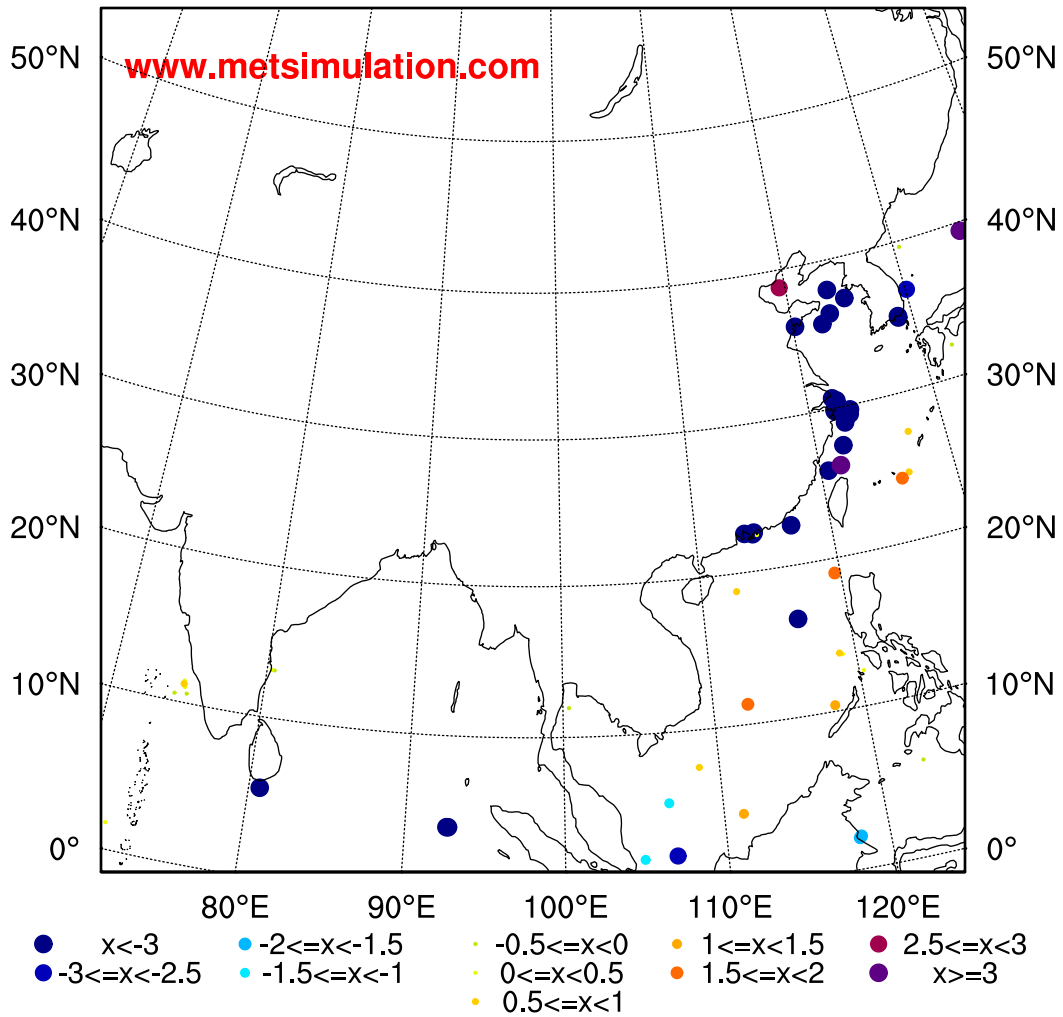 www.metsimulation.com
50°N 50°N
40°N 40°N
30°N 30°N
20°N 20°N
10°N 10°N
0° 0°
80°E 90°E 100°E 110°E 120°E
x<-3 -2<=x<-1.5 -0.5<=x<0 1<=x<1.5 2.5<=x<3
-3<=x<-2.5 -1.5<=x<-1 0<=x<0.5 1.5<=x<2 x>=3
0.5<=x<1